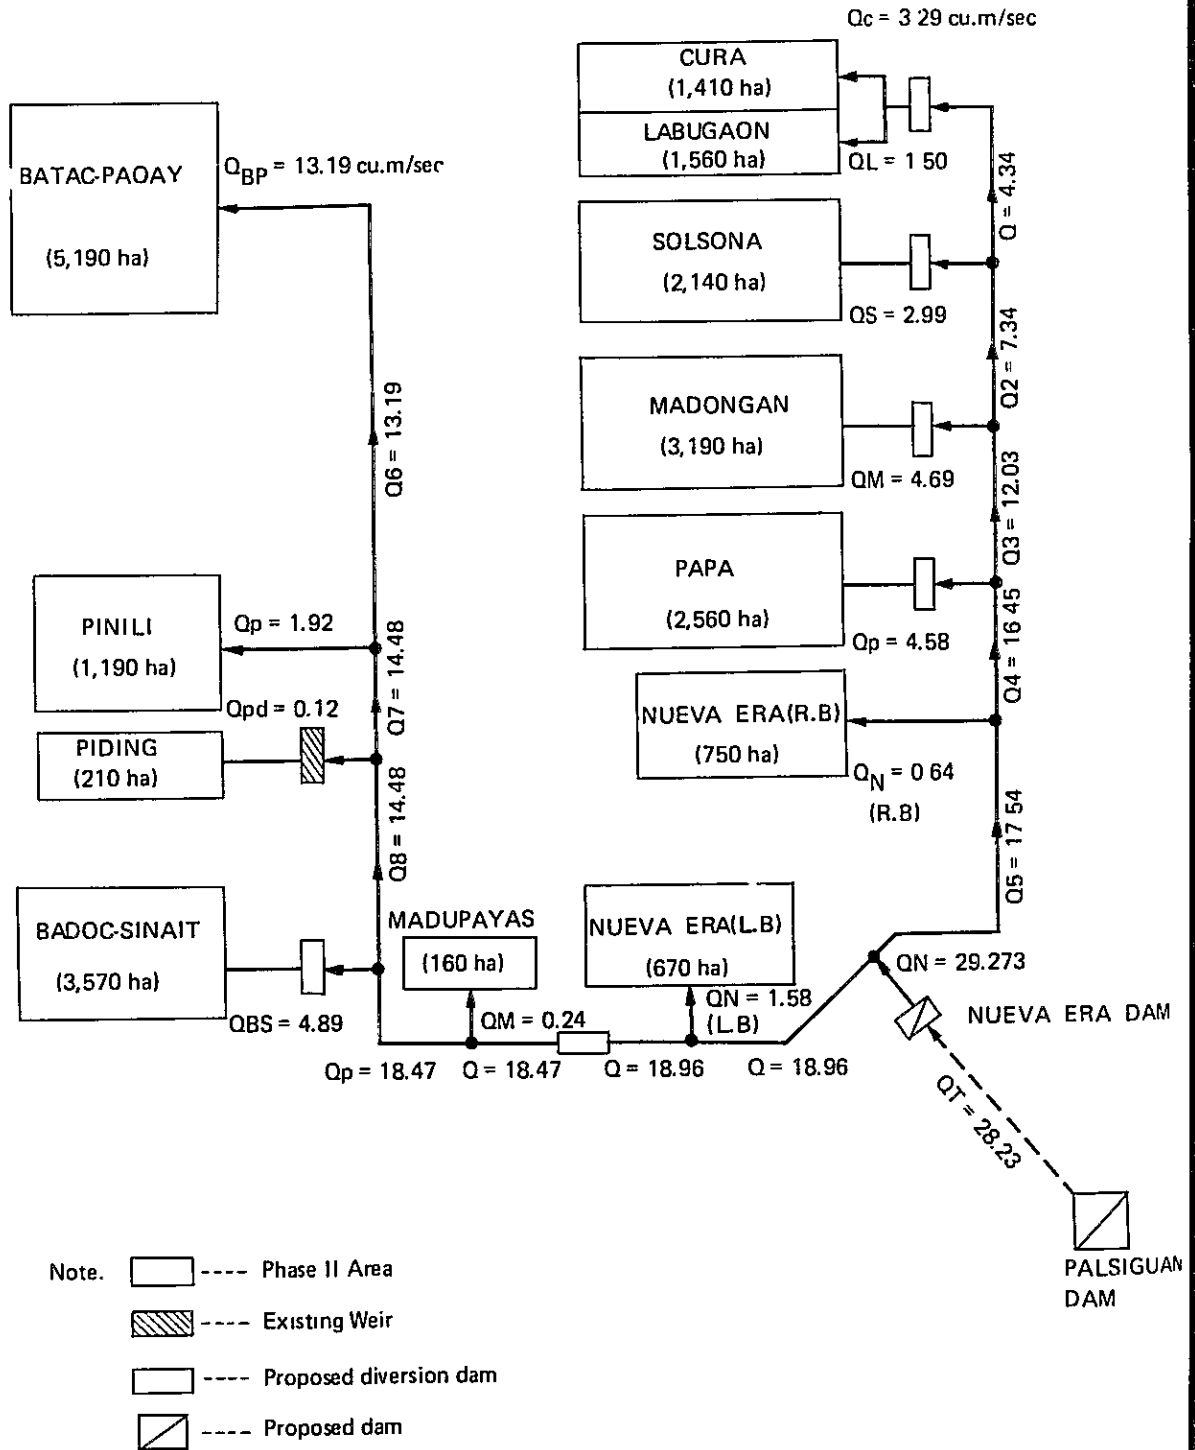 Qc = 3 29 cu.m/sec
CURA
(1,410 ha)
LABUGAON
(1,560 ha)
QL = 1 50
Q = 4.34
BATAC-PAOAY
(5,190 ha)
Q_BP = 13.19 cu.m/sec
SOLSONA
(2,140 ha)
QS = 2.99
Q2 = 7.34
MADONGAN
(3,190 ha)
QM = 4.69
Q3 = 12.03
Q6 = 13.19
PAPA
(2,560 ha)
Qp = 4.58
Q4 = 16 45
PINILI
(1,190 ha)
Qp = 1.92
Q7 = 14.48
Qpd = 0.12
PIDING
(210 ha)
NUEVA ERA(R.B)
(750 ha)
Q_N = 0 64
(R.B)
Q5 = 17 54
Q8 = 14.48
BADOC-SINAIT
(3,570 ha)
QBS = 4.89
MADUPAYAS
(160 ha)
QM = 0.24
NUEVA ERA(L.B)
(670 ha)
QN = 1.58
(L.B)
QN = 29.273
NUEVA ERA DAM
Qp = 18.47
Q = 18.47
Q = 18.96
Q = 18.96
QT = 28.23
PALSIGUAN
DAM
Note.
---- Phase II Area
---- Existing Weir
---- Proposed diversion dam
---- Proposed dam